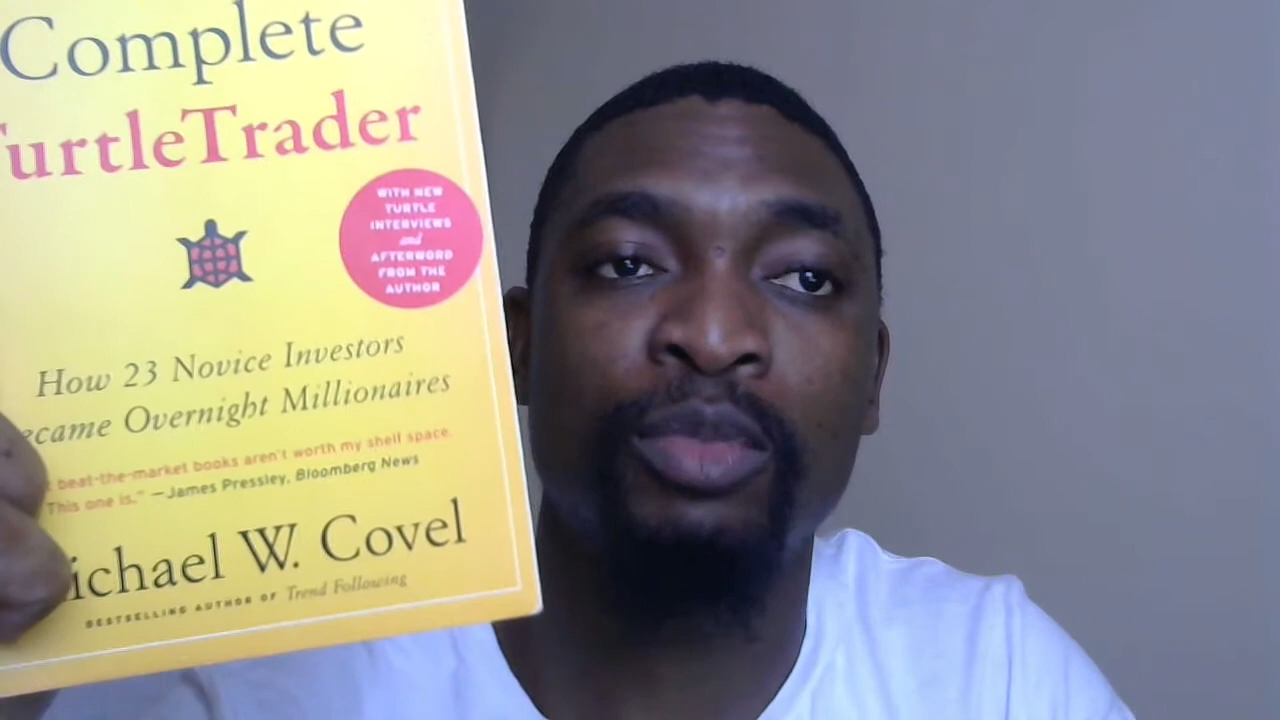 Complete
urtleTrader
WITH NEW
TURTLE
INTERVIEWS
and
AFTERWORD
FROM THE
AUTHOR
How 23 Novice Investors
ecame Overnight Millionaires
beat-the-market books aren't worth my shelf space.
This one is." —James Pressley, Bloomberg News
ichael W. Covel
BESTSELLING AUTHOR OF Trend Following